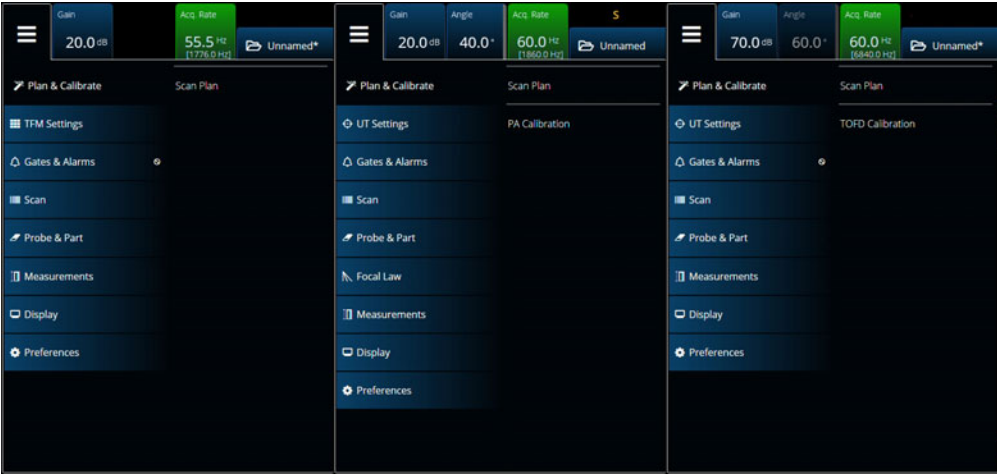 Gain
Acq. Rate
20.0 dB
55.5 Hz
[1776.0 Hz]
Unnamed*
Plan & Calibrate
Scan Plan
TFM Settings
Gates & Alarms
Scan
Probe & Part
Measurements
Display
Preferences
Gain
Angle
Acq. Rate
S
20.0 dB
40.0 °
60.0 Hz
[1860.0 Hz]
Unnamed
Plan & Calibrate
Scan Plan
UT Settings
PA Calibration
Gates & Alarms
Scan
Probe & Part
Focal Law
Measurements
Display
Preferences
Gain
Angle
Acq. Rate
70.0 dB
60.0 °
60.0 Hz
[6840.0 Hz]
Unnamed*
Plan & Calibrate
Scan Plan
UT Settings
TOFD Calibration
Gates & Alarms
Scan
Probe & Part
Measurements
Display
Preferences